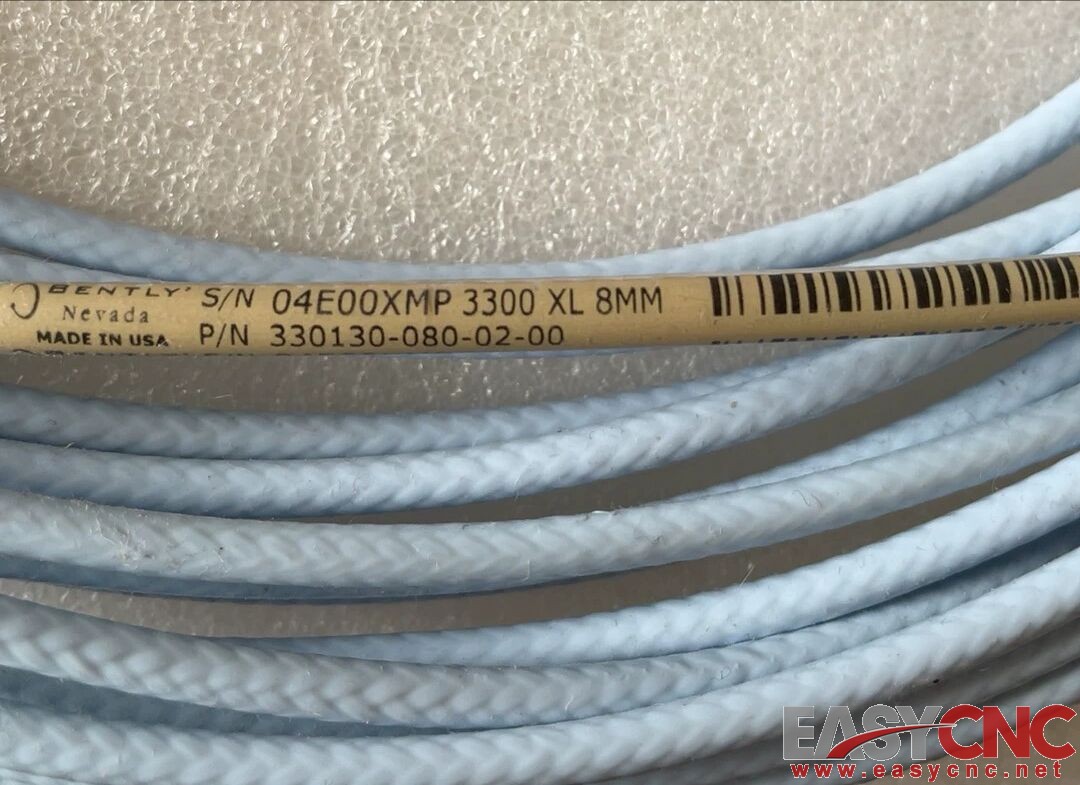 BENTLY
Nevada
MADE IN USA
S/N 04E00XMP 3300 XL 8MM
P/N 330130-080-02-00
EASYCNC
www.easycnc.net